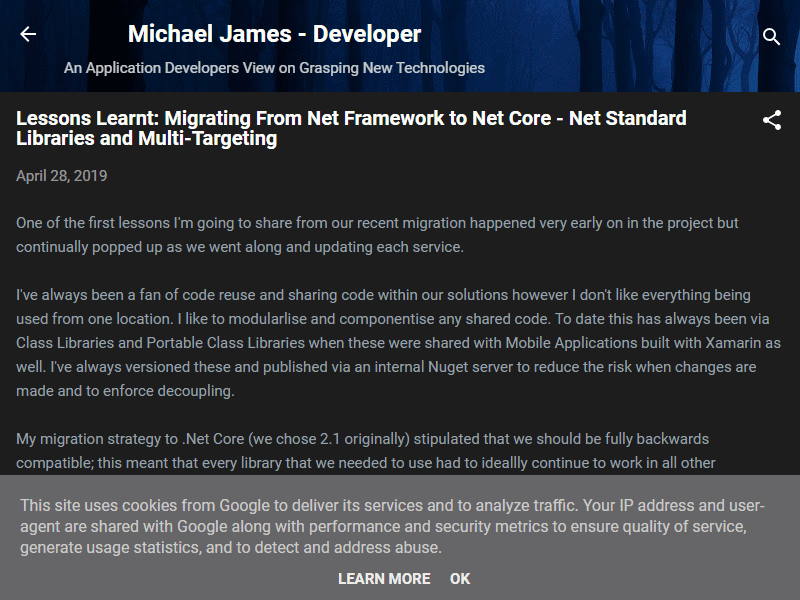 Michael James - Developer
An Application Developers View on Grasping New Technologies
Lessons Learnt: Migrating From Net Framework to Net Core - Net Standard
Libraries and Multi-Targeting
April 28, 2019
One of the first lessons I'm going to share from our recent migration happened very early on in the project but
continually popped up as we went along and updating each service.
I've always been a fan of code reuse and sharing code within our solutions however I don't like everything being
used from one location. I like to modularlise and componentise any shared code. To date this has always been via
Class Libraries and Portable Class Libraries when these were shared with Mobile Applications built with Xamarin as
well. I've always versioned these and published via an internal Nuget server to reduce the risk when changes are
made and to enforce decoupling.
My migration strategy to .Net Core (we chose 2.1 originally) stipulated that we should be fully backwards
compatible; this meant that every library that we needed to use had to ideallly continue to work in all other
This site uses cookies from Google to deliver its services and to analyze traffic. Your IP address and user-
agent are shared with Google along with performance and security metrics to ensure quality of service,
generate usage statistics, and to detect and address abuse.
LEARN MORE OK